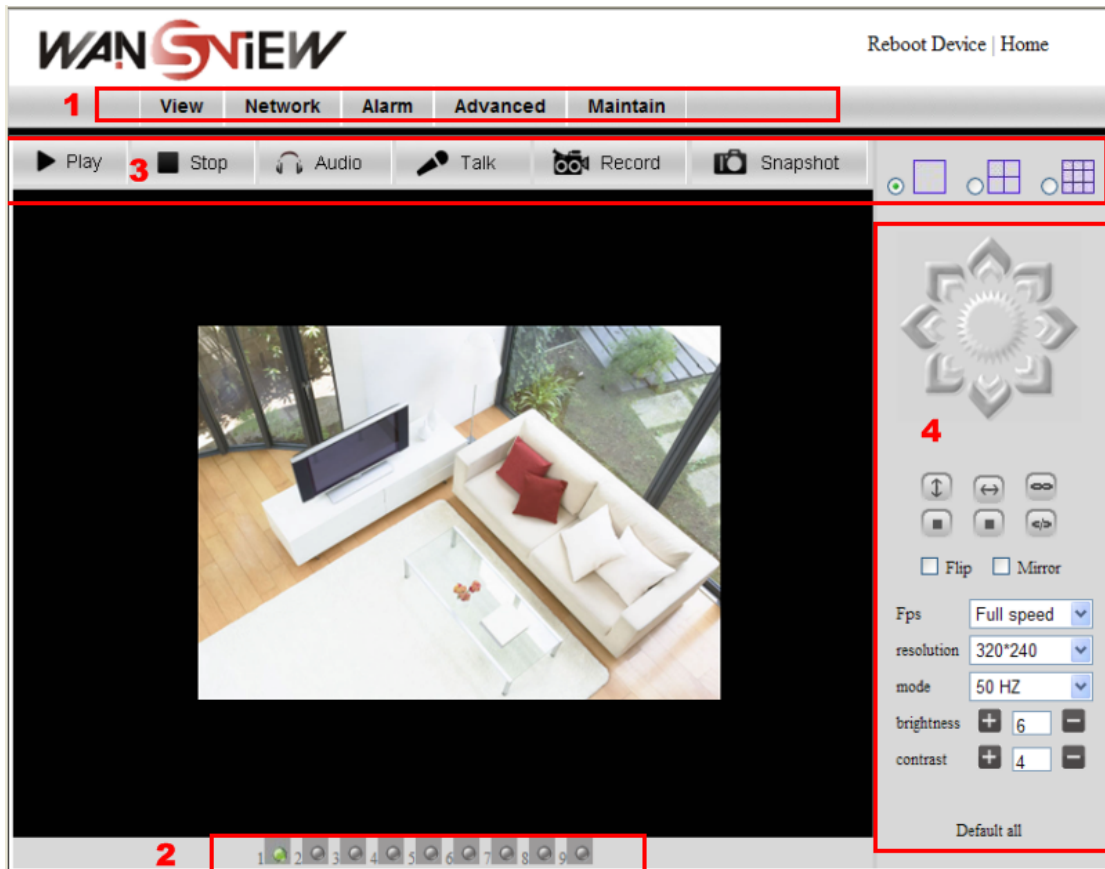 WANSVIEW
Reboot Device | Home
1 View Network Alarm Advanced Maintain
Play 3 Stop Audio Talk Record Snapshot
4
Flip Mirror
Fps Full speed
resolution 320*240
mode 50 HZ
brightness + 6 −
contrast + 4 −
Default all
2 1 2 3 4 5 6 7 8 9